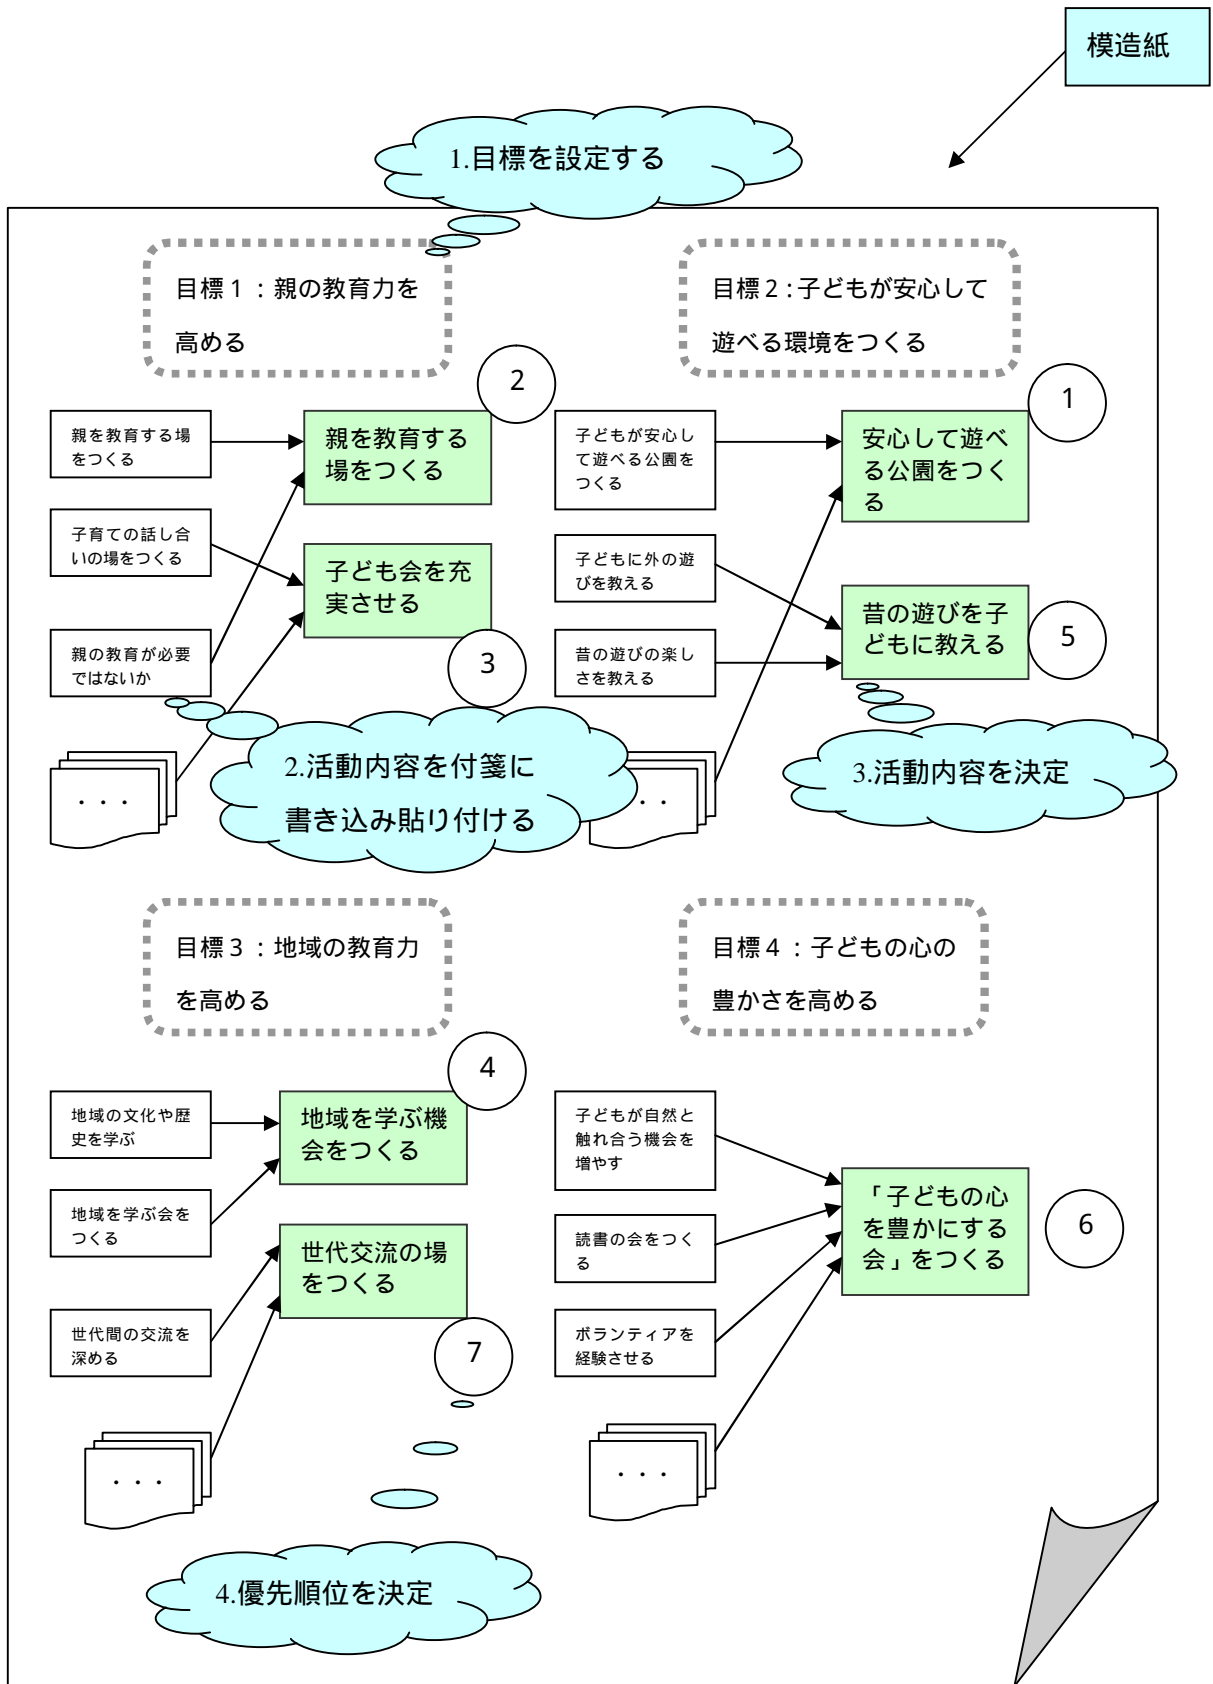 模造紙
1.目標を設定する
目標1:親の教育力を
高める
目標2:子どもが安心して
遊べる環境をつくる
2
1
親を教育する場
をつくる
親を教育する
場をつくる
子どもが安心し
て遊べる公園を
つくる
安心して遊べ
る公園をつく
る
子育ての話し合
いの場をつくる
子ども会を充
実させる
子どもに外の遊
びを教える
昔の遊びを子
どもに教える
5
親の教育が必要
ではないか
3
昔の遊びの楽し
さを教える
2.活動内容を付箋に
書き込み貼り付ける
3.活動内容を決定
・・・
・・
目標3:地域の教育力
を高める
目標4:子どもの心の
豊かさを高める
4
地域の文化や歴
史を学ぶ
地域を学ぶ機
会をつくる
子どもが自然と
触れ合う機会を
増やす
地域を学ぶ会を
つくる
世代交流の場
をつくる
読書の会をつく
る
「子どもの心
を豊かにする
会」をつくる
6
世代間の交流を
深める
7
ボランティアを
経験させる
・・・
・・・
4.優先順位を決定